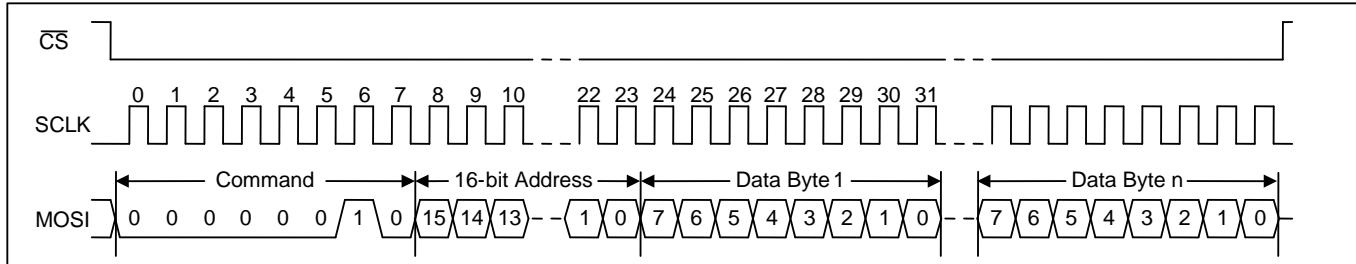 CS
0 1 2 3 4 5 6 7 8 9 10 22 23 24 25 26 27 28 29 30 31
SCLK
Command 16-bit Address Data Byte 1 Data Byte n
MOSI 0 0 0 0 0 0 1 0 15 14 13 1 0 7 6 5 4 3 2 1 0 7 6 5 4 3 2 1 0